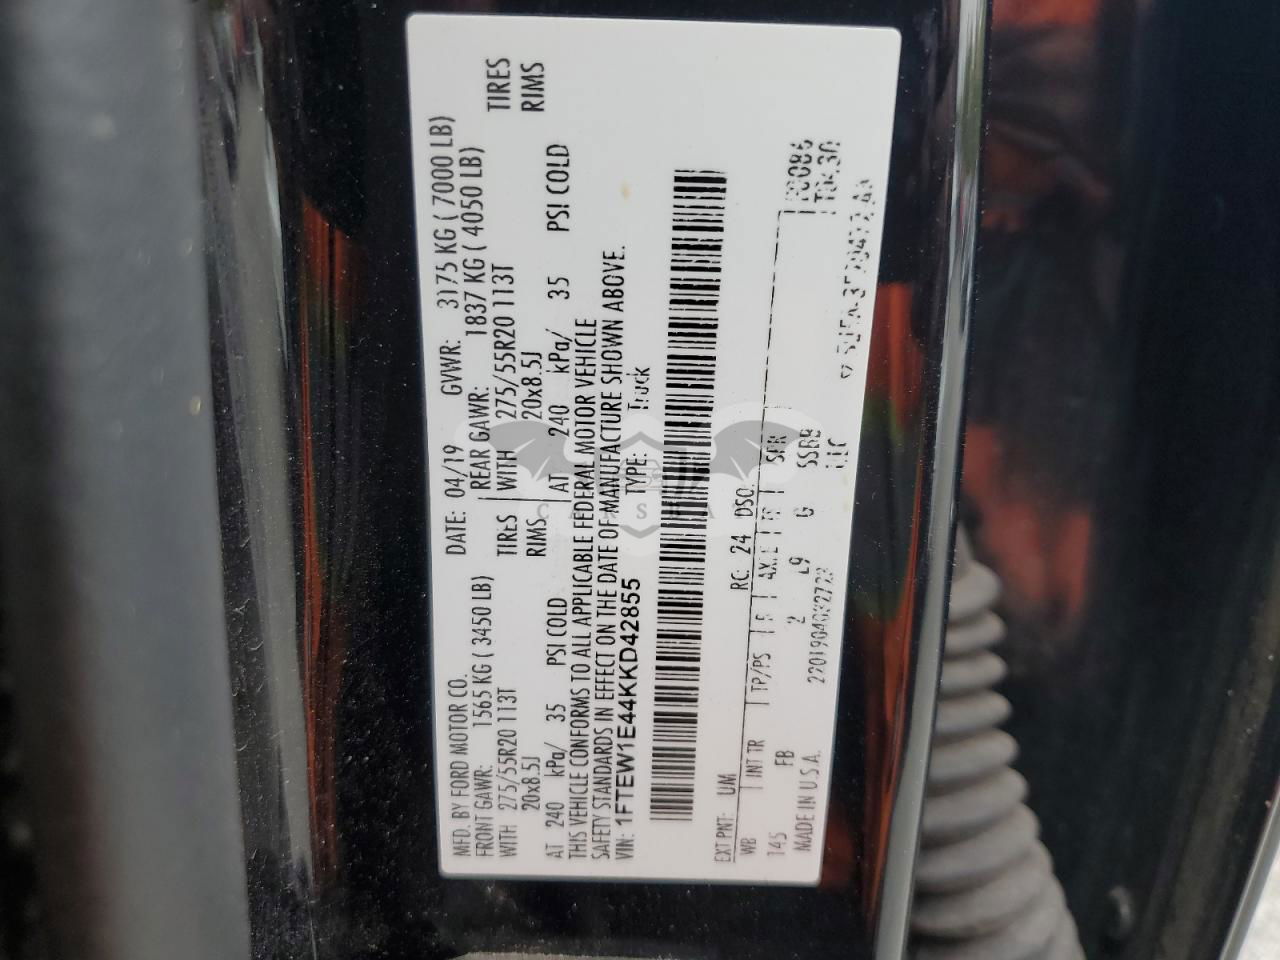 MFD. BY FORD MOTOR CO. DATE: 04/19 GVWR: 3175 KG ( 7000 LB)
FRONT GAWR: 1565 KG ( 3450 LB) REAR GAWR: 1837 KG ( 4050 LB)
WITH 275/55R20 113T TIRES WITH 275/55R20 113T TIRES
20x8.5J RIMS 20x8.5J RIMS
AT 240 kPa/ 35 PSI COLD AT 240 kPa/ 35 PSI COLD
THIS VEHICLE CONFORMS TO ALL APPLICABLE FEDERAL MOTOR VEHICLE
SAFETY STANDARDS IN EFFECT ON THE DATE OF MANUFACTURE SHOWN ABOVE.
VIN: 1FTEW1E44KKD42855 TYPE: Truck
EXT PNT: UM RC: 24 DSO:
WB INT TR TP/PS R AXLE TR SPR
145 FB 2 L9 G SSBB
MADE IN U.S.A.